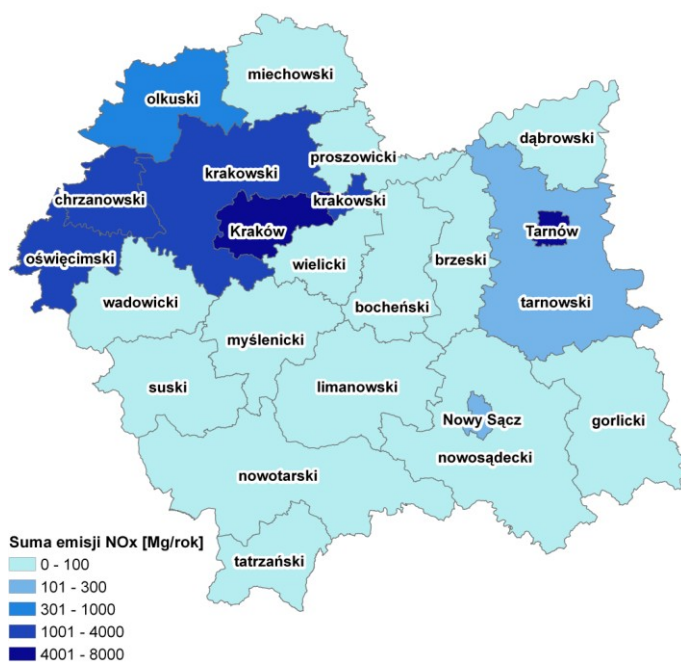 miechowski
olkuski
dąbrowski
proszowicki
krakowski
chrzanowski
krakowski
Kraków
Tarnów
oświęcimski
wielicki
brzeski
wadowicki
bocheński
tarnowski
myślenicki
suski
limanowski
Nowy Sącz
gorlicki
nowosądecki
nowotarski
tatrzański
Suma emisji NOx [Mg/rok]
0 - 100
101 - 300
301 - 1000
1001 - 4000
4001 - 8000